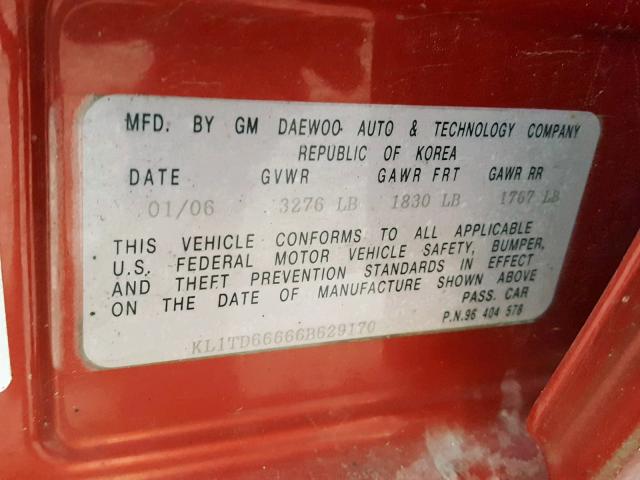 MFD. BY GM DAEWOO AUTO & TECHNOLOGY COMPANY
REPUBLIC OF KOREA
DATE GVWR GAWR FRT GAWR RR
01/06 3276 LB 1830 LB 1767 LB
THIS VEHICLE CONFORMS TO ALL APPLICABLE
U.S. FEDERAL MOTOR VEHICLE SAFETY, BUMPER,
AND THEFT PREVENTION STANDARDS IN EFFECT
ON THE DATE OF MANUFACTURE SHOWN ABOVE
PASS. CAR
P.N.96 404 578
KL1TD66666B629170